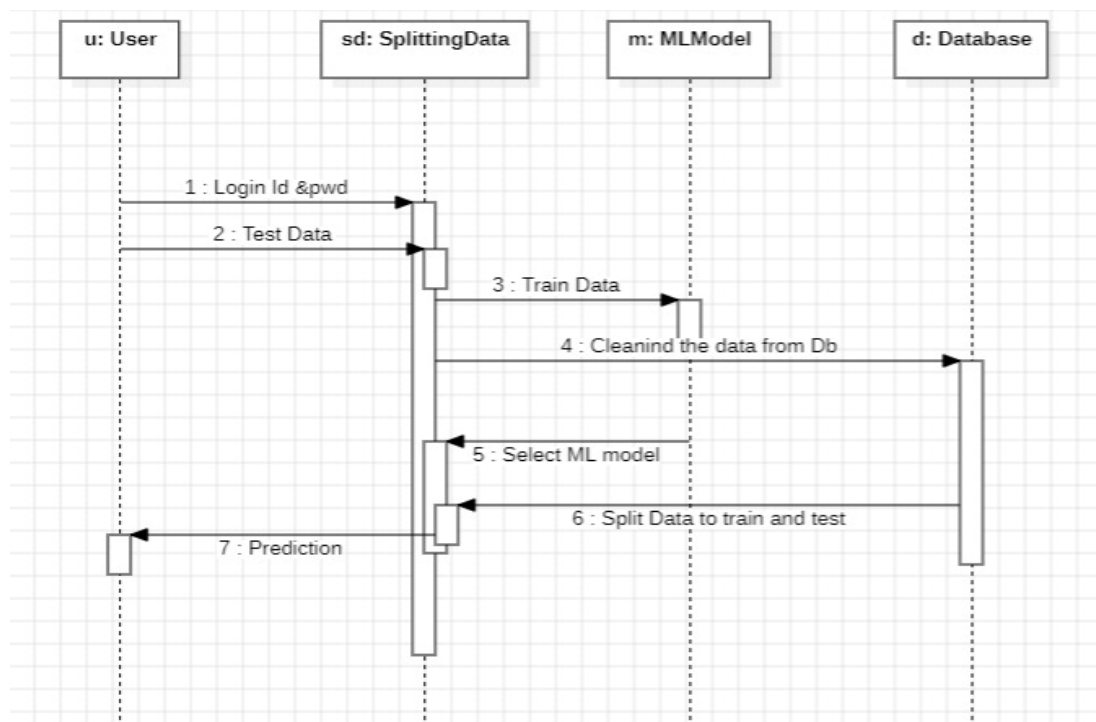 u: User
sd: SplittingData
m: MLModel
d: Database
1 : Login Id &pwd
2 : Test Data
3 : Train Data
4 : Cleanind the data from Db
5 : Select ML model
6 : Split Data to train and test
7 : Prediction